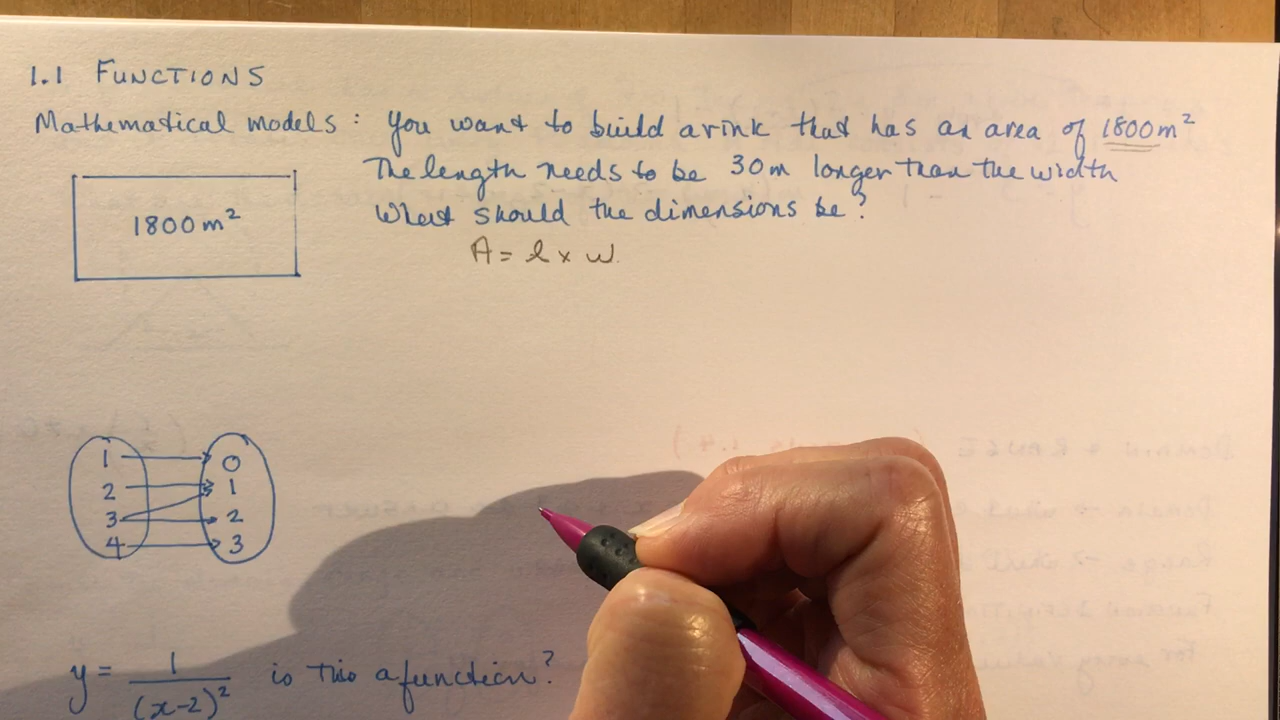 1.1 FUNCTIONS
Mathematical models: You want to build a rink that has an area of 1800m²
The length needs to be 30m longer than the width
What should the dimensions be?
1800m²
A = l x w
1 0
2 1
3 2
4 3
y = 1/(x-2)² is this a function?
DOMAIN + RANGE